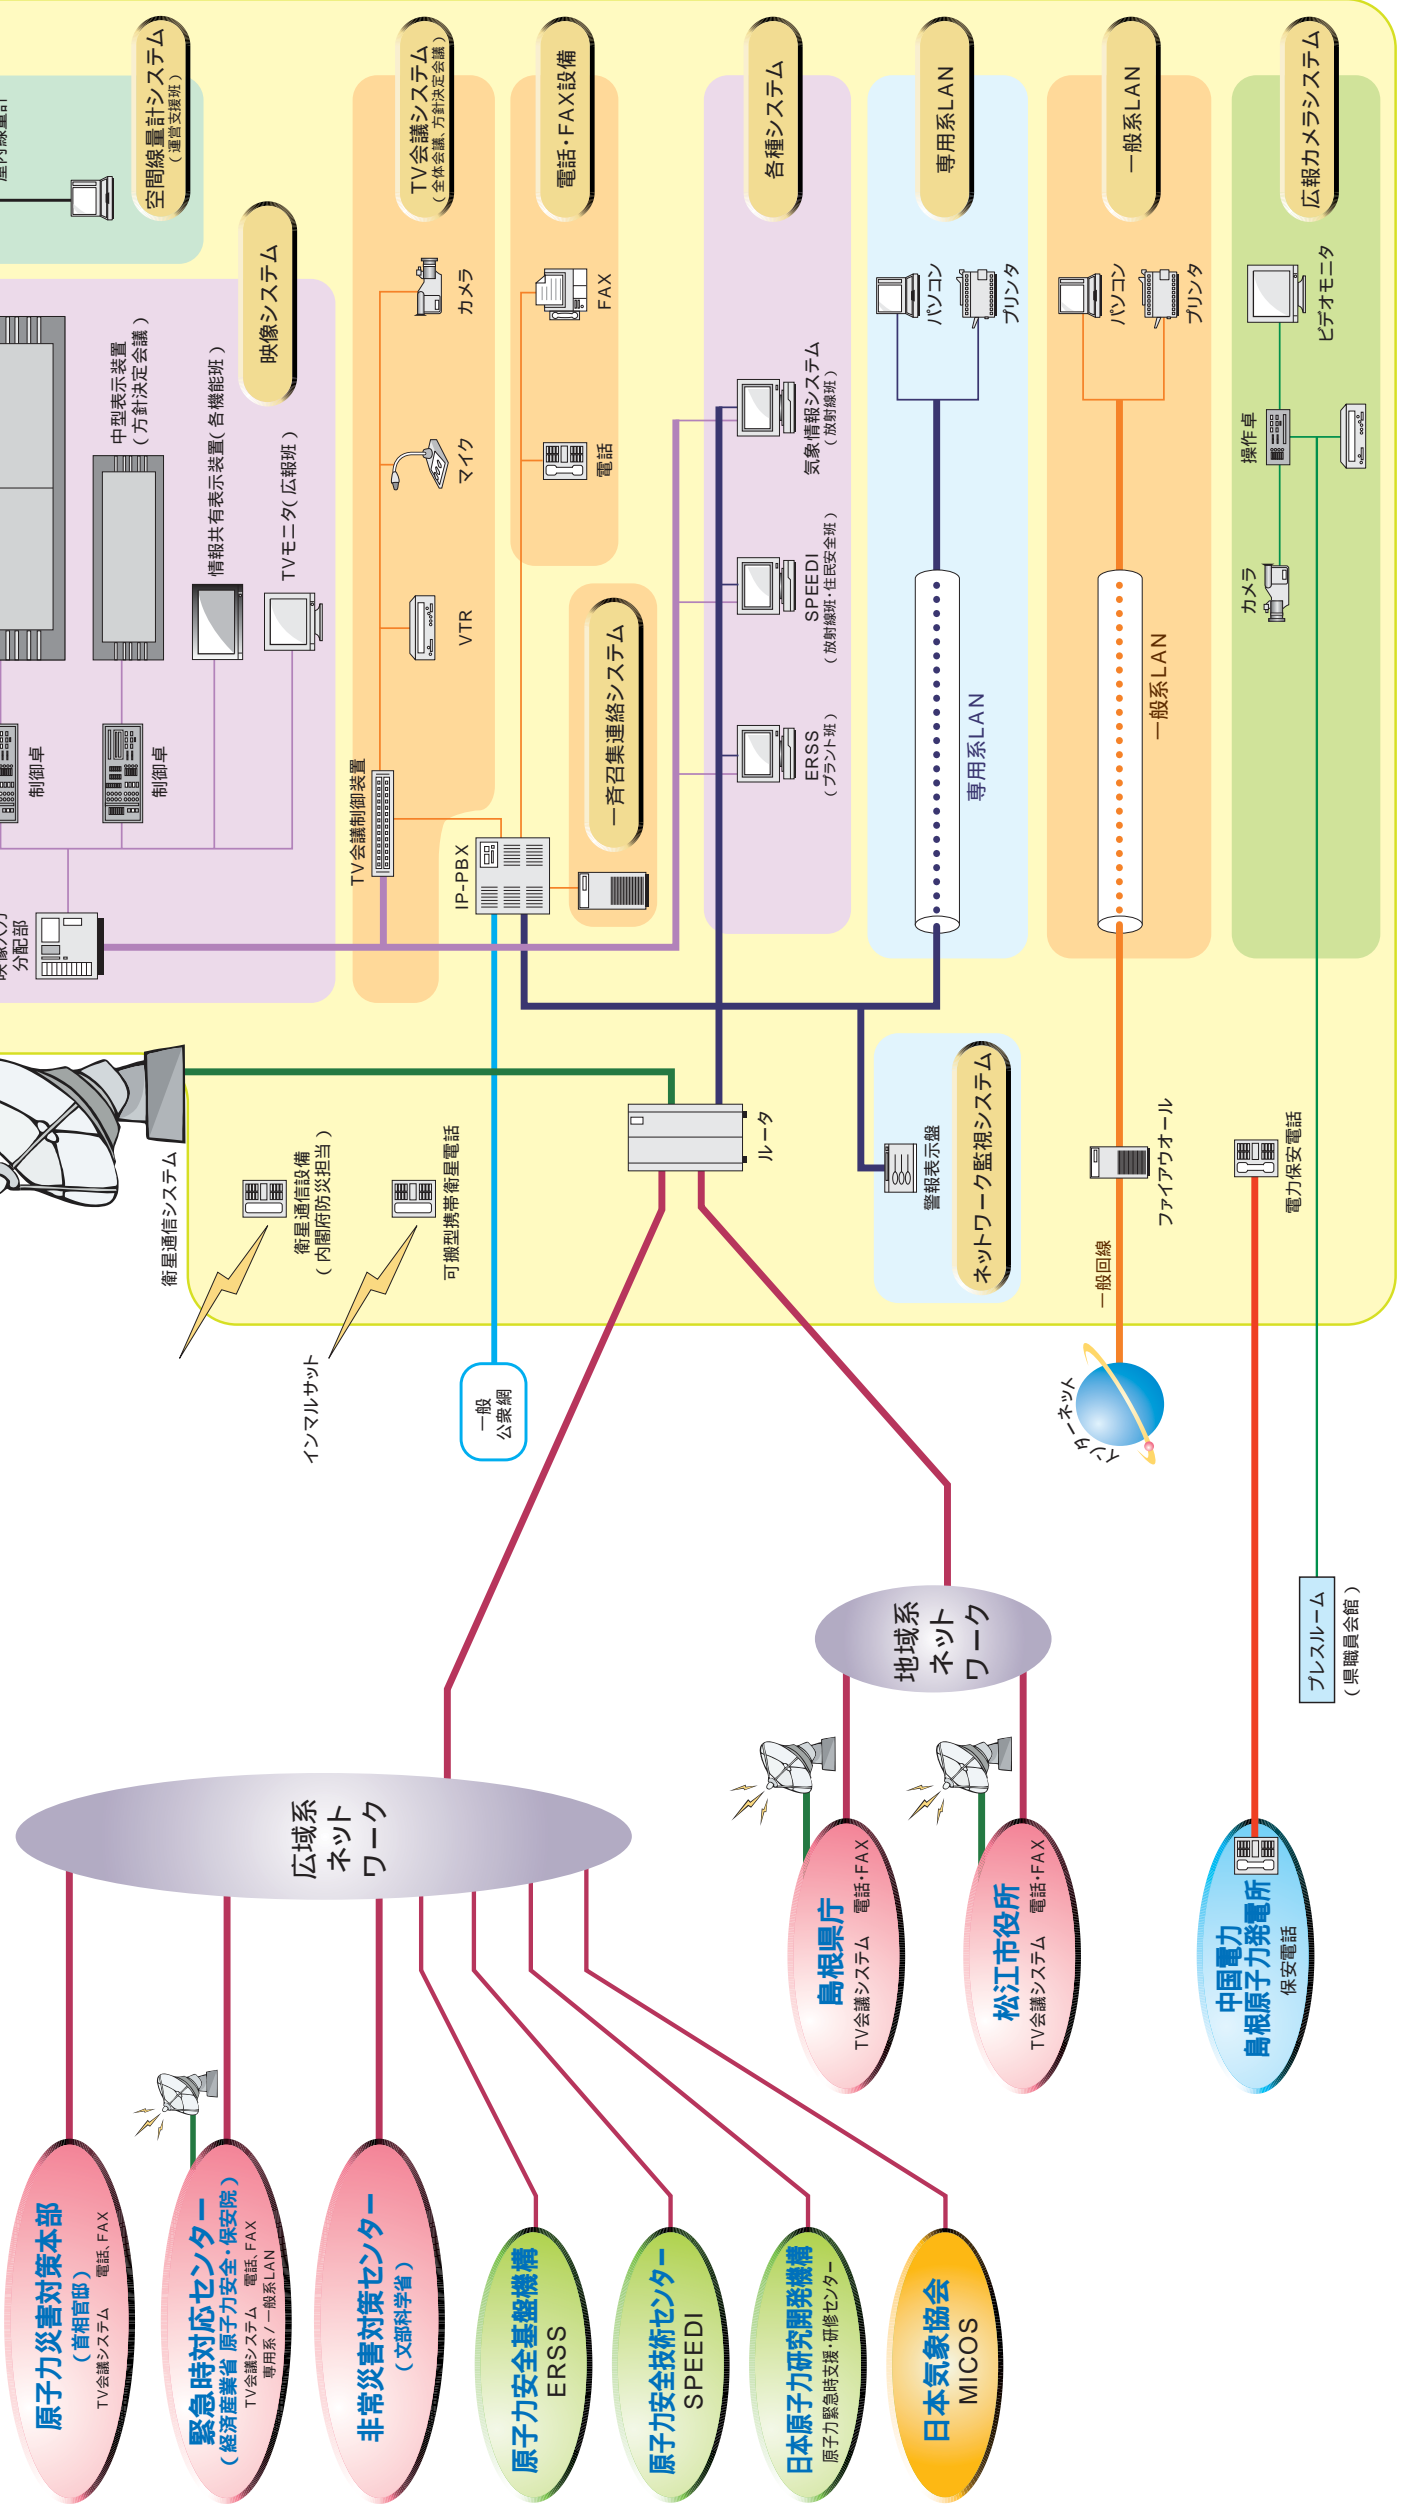 原子力災害対策本部
（首相官邸）
TV会議システム　電話、FAX
緊急時対応センター
（経済産業省 原子力安全・保安院）
TV会議システム　電話、FAX
専用系／一般系LAN
非常災害対策センター
（文部科学省）
原子力安全基盤機構
ERSS
原子力安全技術センター
SPEEDI
日本原子力研究開発機構
原子力緊急時支援・研修センター
日本気象協会
MICOS
広域系
ネット
ワーク
島根県庁
TV会議システム　電話・FAX
松江市役所
TV会議システム　電話・FAX
中国電力
島根原子力発電所
保安電話
地域系
ネット
ワーク
プレスルーム
（県職員会館）
インマルサット
一般
公衆網
インターネット
衛星通信システム
衛星通信設備
（内閣府防災担当）
可搬型携帯衛星電話
ルータ
警報表示盤
ネットワーク監視システム
一般回線
ファイアウオール
電力保安電話
分配部
制御卓
制御卓
中型表示装置
（方針決定会議）
情報共有表示装置（各機能班）
TVモニタ（広報班）
映像システム
空間線量計システム
（運営支援班）
TV会議制御装置
VTR
マイク
カメラ
TV会議システム
（全体会議、方針決定会議）
IP-PBX
電話
FAX
電話・FAX設備
一斉召集連絡システム
ERSS
（プラント班）
SPEEDI
（放射線班・住民安全班）
気象情報システム
（放射線班）
各種システム
専用系LAN
パソコン
プリンタ
専用系LAN
一般系LAN
パソコン
プリンタ
一般系LAN
カメラ
操作卓
ビデオモニタ
広報カメラシステム